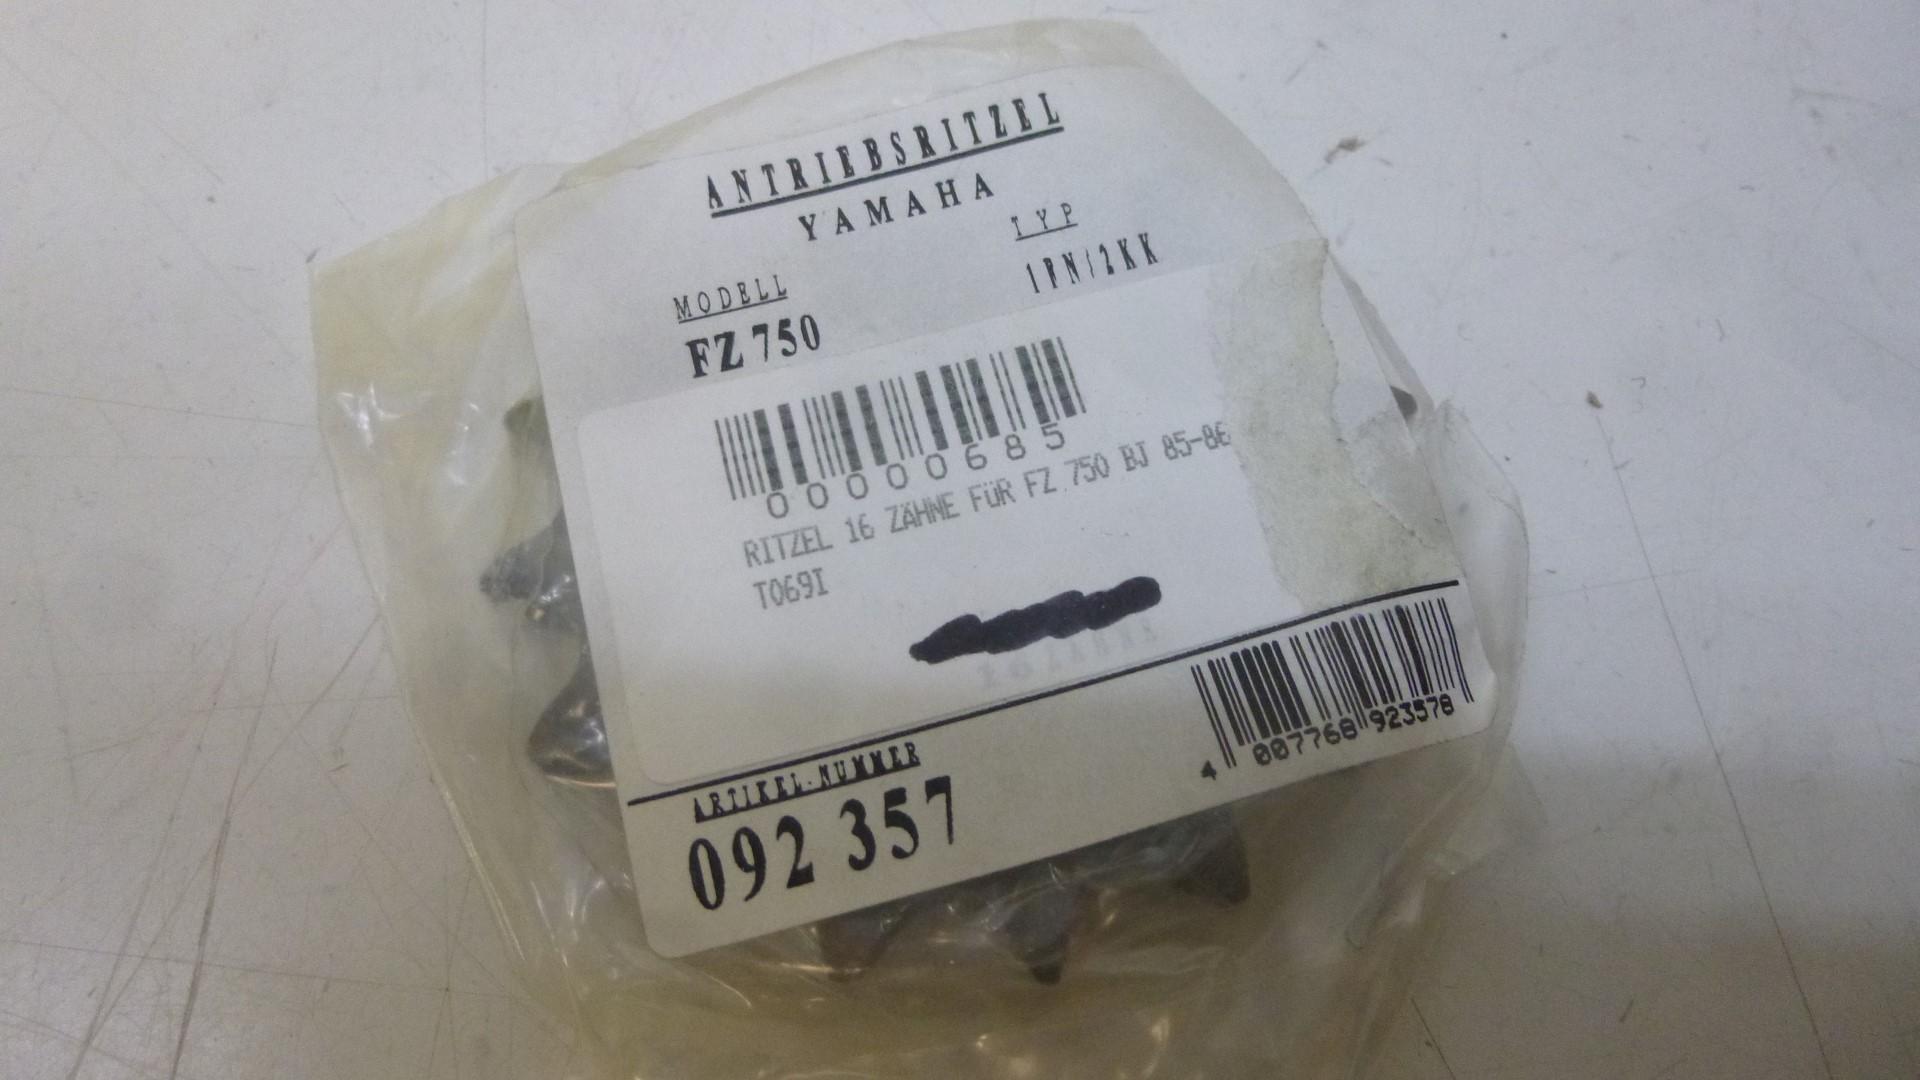 ANTRIEBSRITZEL
YAMAHA
TYP
1FN/2KK
MODELL
FZ 750
00000685
RITZEL 16 ZÄHNE FÜR FZ 750 BJ 85-86
T069I
ARTIKEL-NUMMER
092 357
4 007768 923578